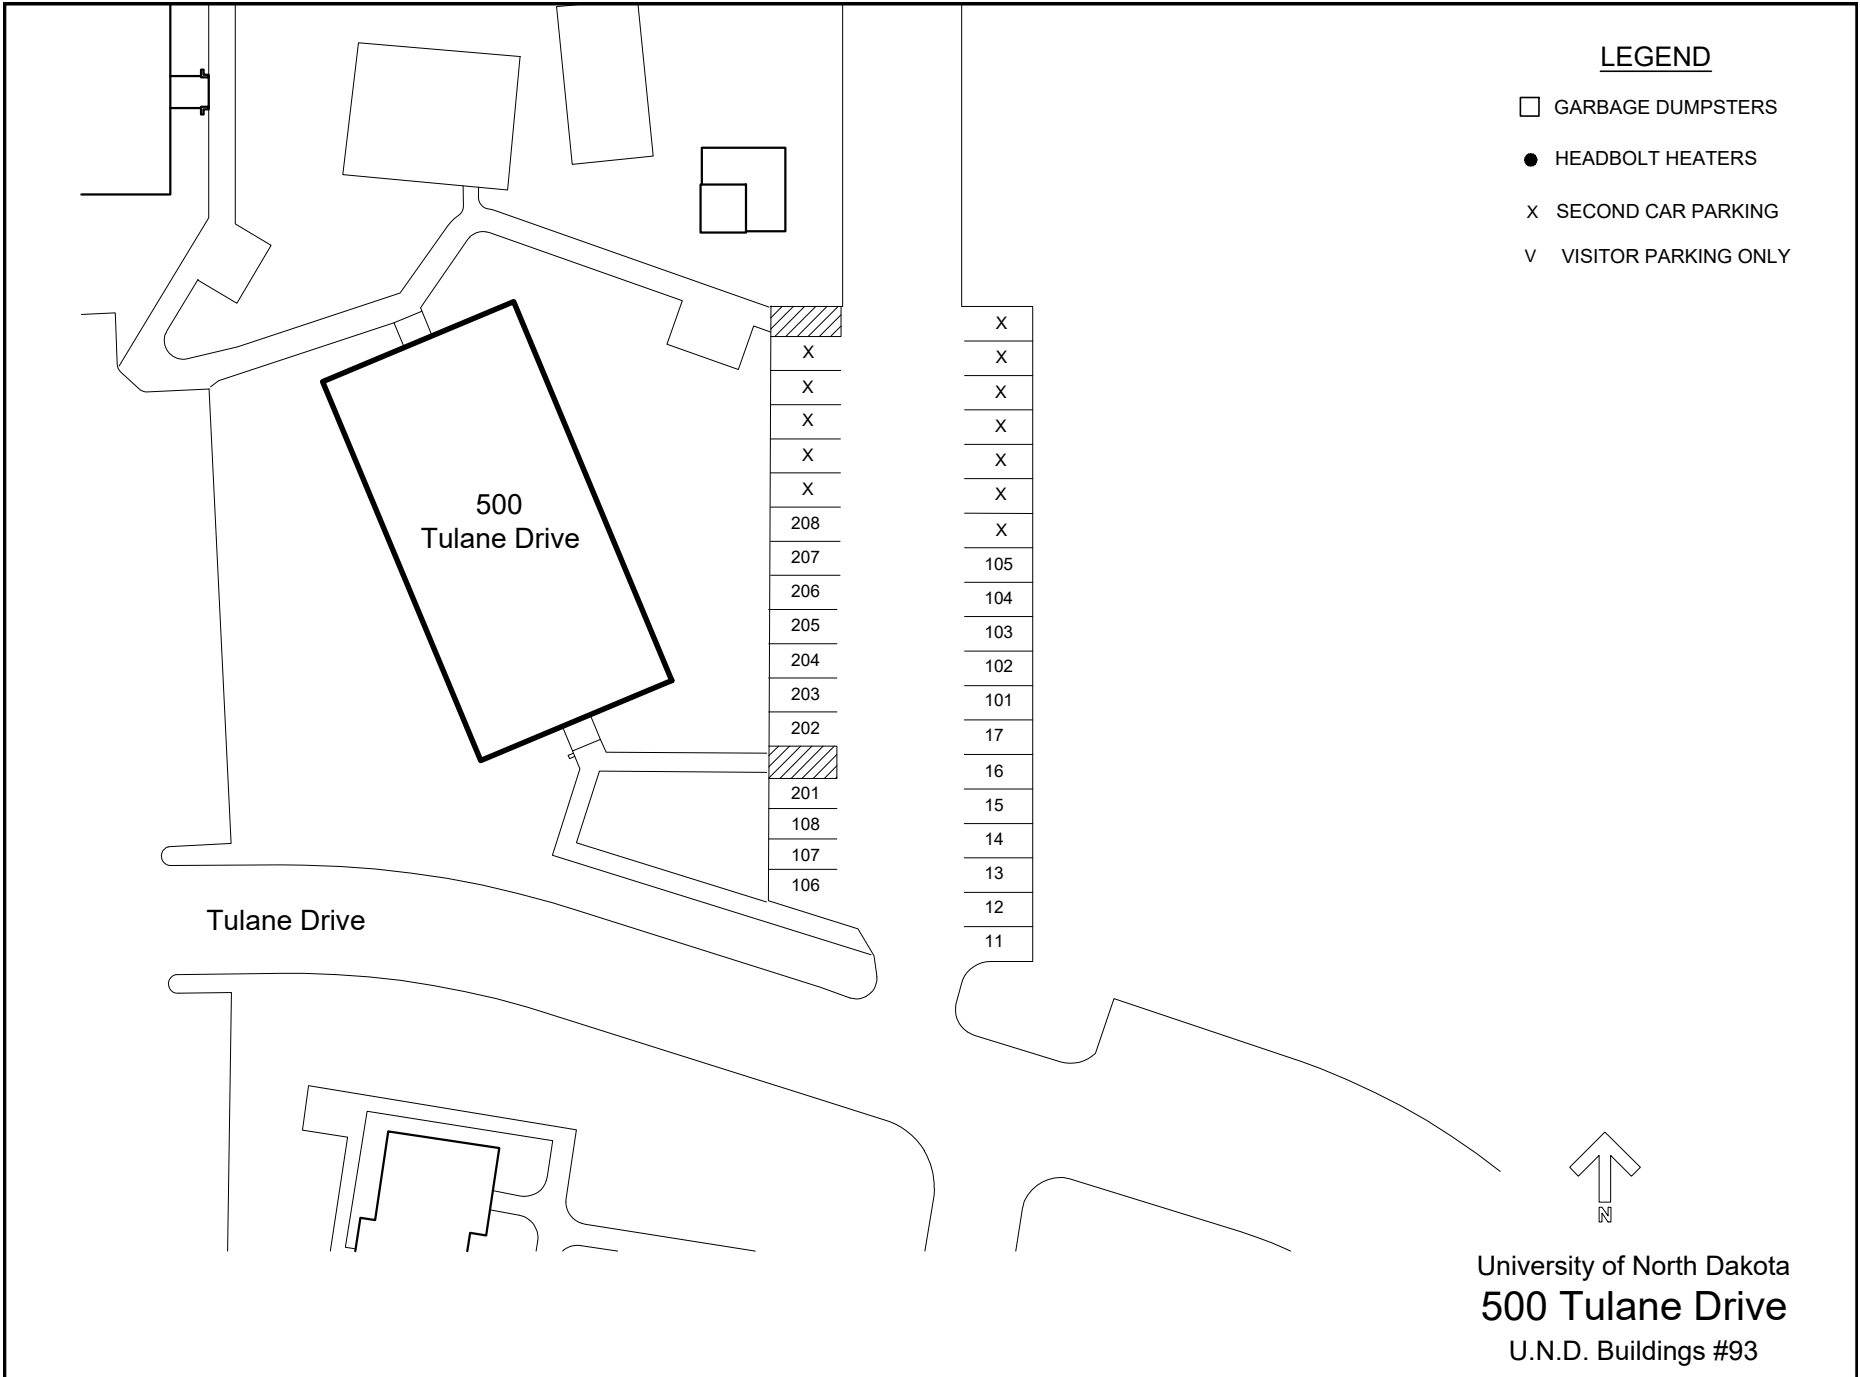 LEGEND
GARBAGE DUMPSTERS
HEADBOLT HEATERS
X SECOND CAR PARKING
V VISITOR PARKING ONLY
500
Tulane Drive
X
X
X
X
X
208
207
206
205
204
203
202
201
108
107
106
X
X
X
X
X
X
X
105
104
103
102
101
17
16
15
14
13
12
11
Tulane Drive
N
University of North Dakota
500 Tulane Drive
U.N.D. Buildings #93